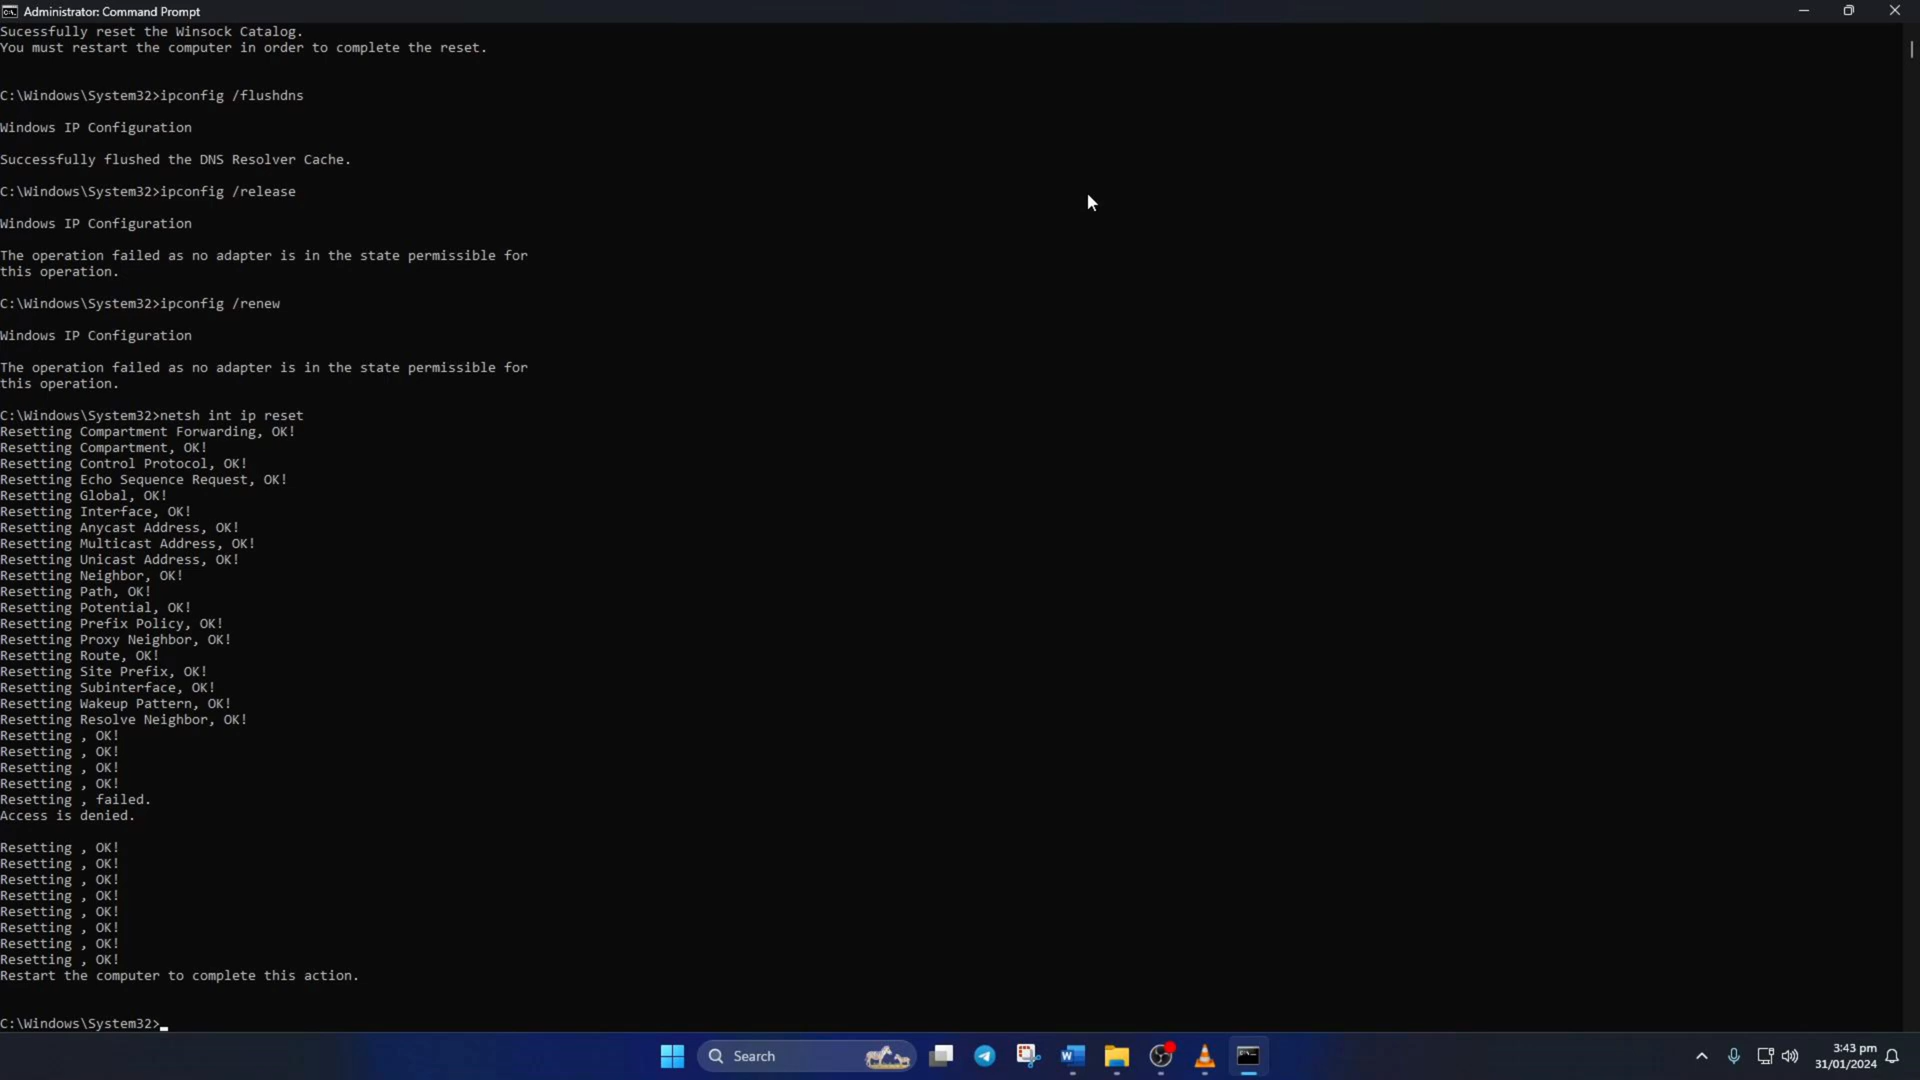 Administrator: Command Prompt
Sucessfully reset the Winsock Catalog.
You must restart the computer in order to complete the reset.
C:\Windows\System32>ipconfig /flushdns
Windows IP Configuration
Successfully flushed the DNS Resolver Cache.
C:\Windows\System32>ipconfig /release
Windows IP Configuration
The operation failed as no adapter is in the state permissible for
this operation.
C:\Windows\System32>ipconfig /renew
Windows IP Configuration
The operation failed as no adapter is in the state permissible for
this operation.
C:\Windows\System32>netsh int ip reset
Resetting Compartment Forwarding, OK!
Resetting Compartment, OK!
Resetting Control Protocol, OK!
Resetting Echo Sequence Request, OK!
Resetting Global, OK!
Resetting Interface, OK!
Resetting Anycast Address, OK!
Resetting Multicast Address, OK!
Resetting Unicast Address, OK!
Resetting Neighbor, OK!
Resetting Path, OK!
Resetting Potential, OK!
Resetting Prefix Policy, OK!
Resetting Proxy Neighbor, OK!
Resetting Route, OK!
Resetting Site Prefix, OK!
Resetting Subinterface, OK!
Resetting Wakeup Pattern, OK!
Resetting Resolve Neighbor, OK!
Resetting , OK!
Resetting , OK!
Resetting , OK!
Resetting , OK!
Resetting , failed.
Access is denied.
Resetting , OK!
Resetting , OK!
Resetting , OK!
Resetting , OK!
Resetting , OK!
Resetting , OK!
Resetting , OK!
Resetting , OK!
Restart the computer to complete this action.
C:\Windows\System32>
Search
3:43 pm
31/01/2024